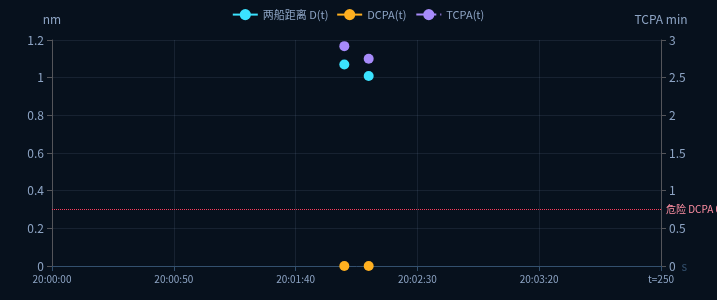 两船距离 D(t) DCPA(t) TCPA(t)
nm TCPA min
1.2 3
1 2.5
0.8 2
0.6 1.5
0.4 1
危险 DCPA
0.2 0.5
0 0 s
20:00:00 20:00:50 20:01:40 20:02:30 20:03:20 t=250